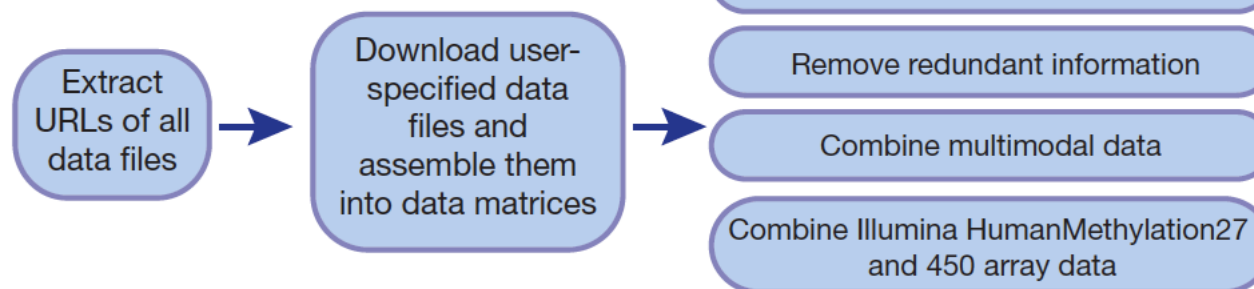 Extract
URLs of all
data files
Download user-
specified data
files and
assemble them
into data matrices
Remove redundant information
Combine multimodal data
Combine Illumina HumanMethylation27
and 450 array data